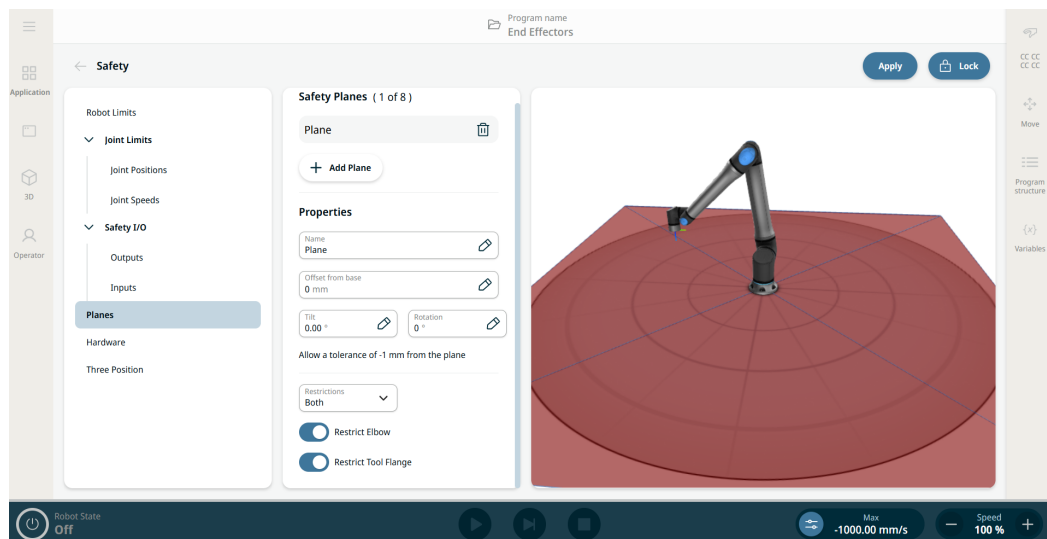 Program name
End Effectors
Safety
Apply
Lock
Application
3D
Operator
Robot Limits
Joint Limits
Joint Positions
Joint Speeds
Safety I/O
Outputs
Inputs
Planes
Hardware
Three Position
Safety Planes ( 1 of 8 )
Plane
Add Plane
Properties
Name
Plane
Offset from base
0 mm
Tilt
0.00 °
Rotation
0 °
Allow a tolerance of -1 mm from the plane
Restrictions
Both
Restrict Elbow
Restrict Tool Flange
CC CC
CC CC
Move
Program
structure
{x}
Variables
Robot State
Off
Max
-1000.00 mm/s
Speed
100 %